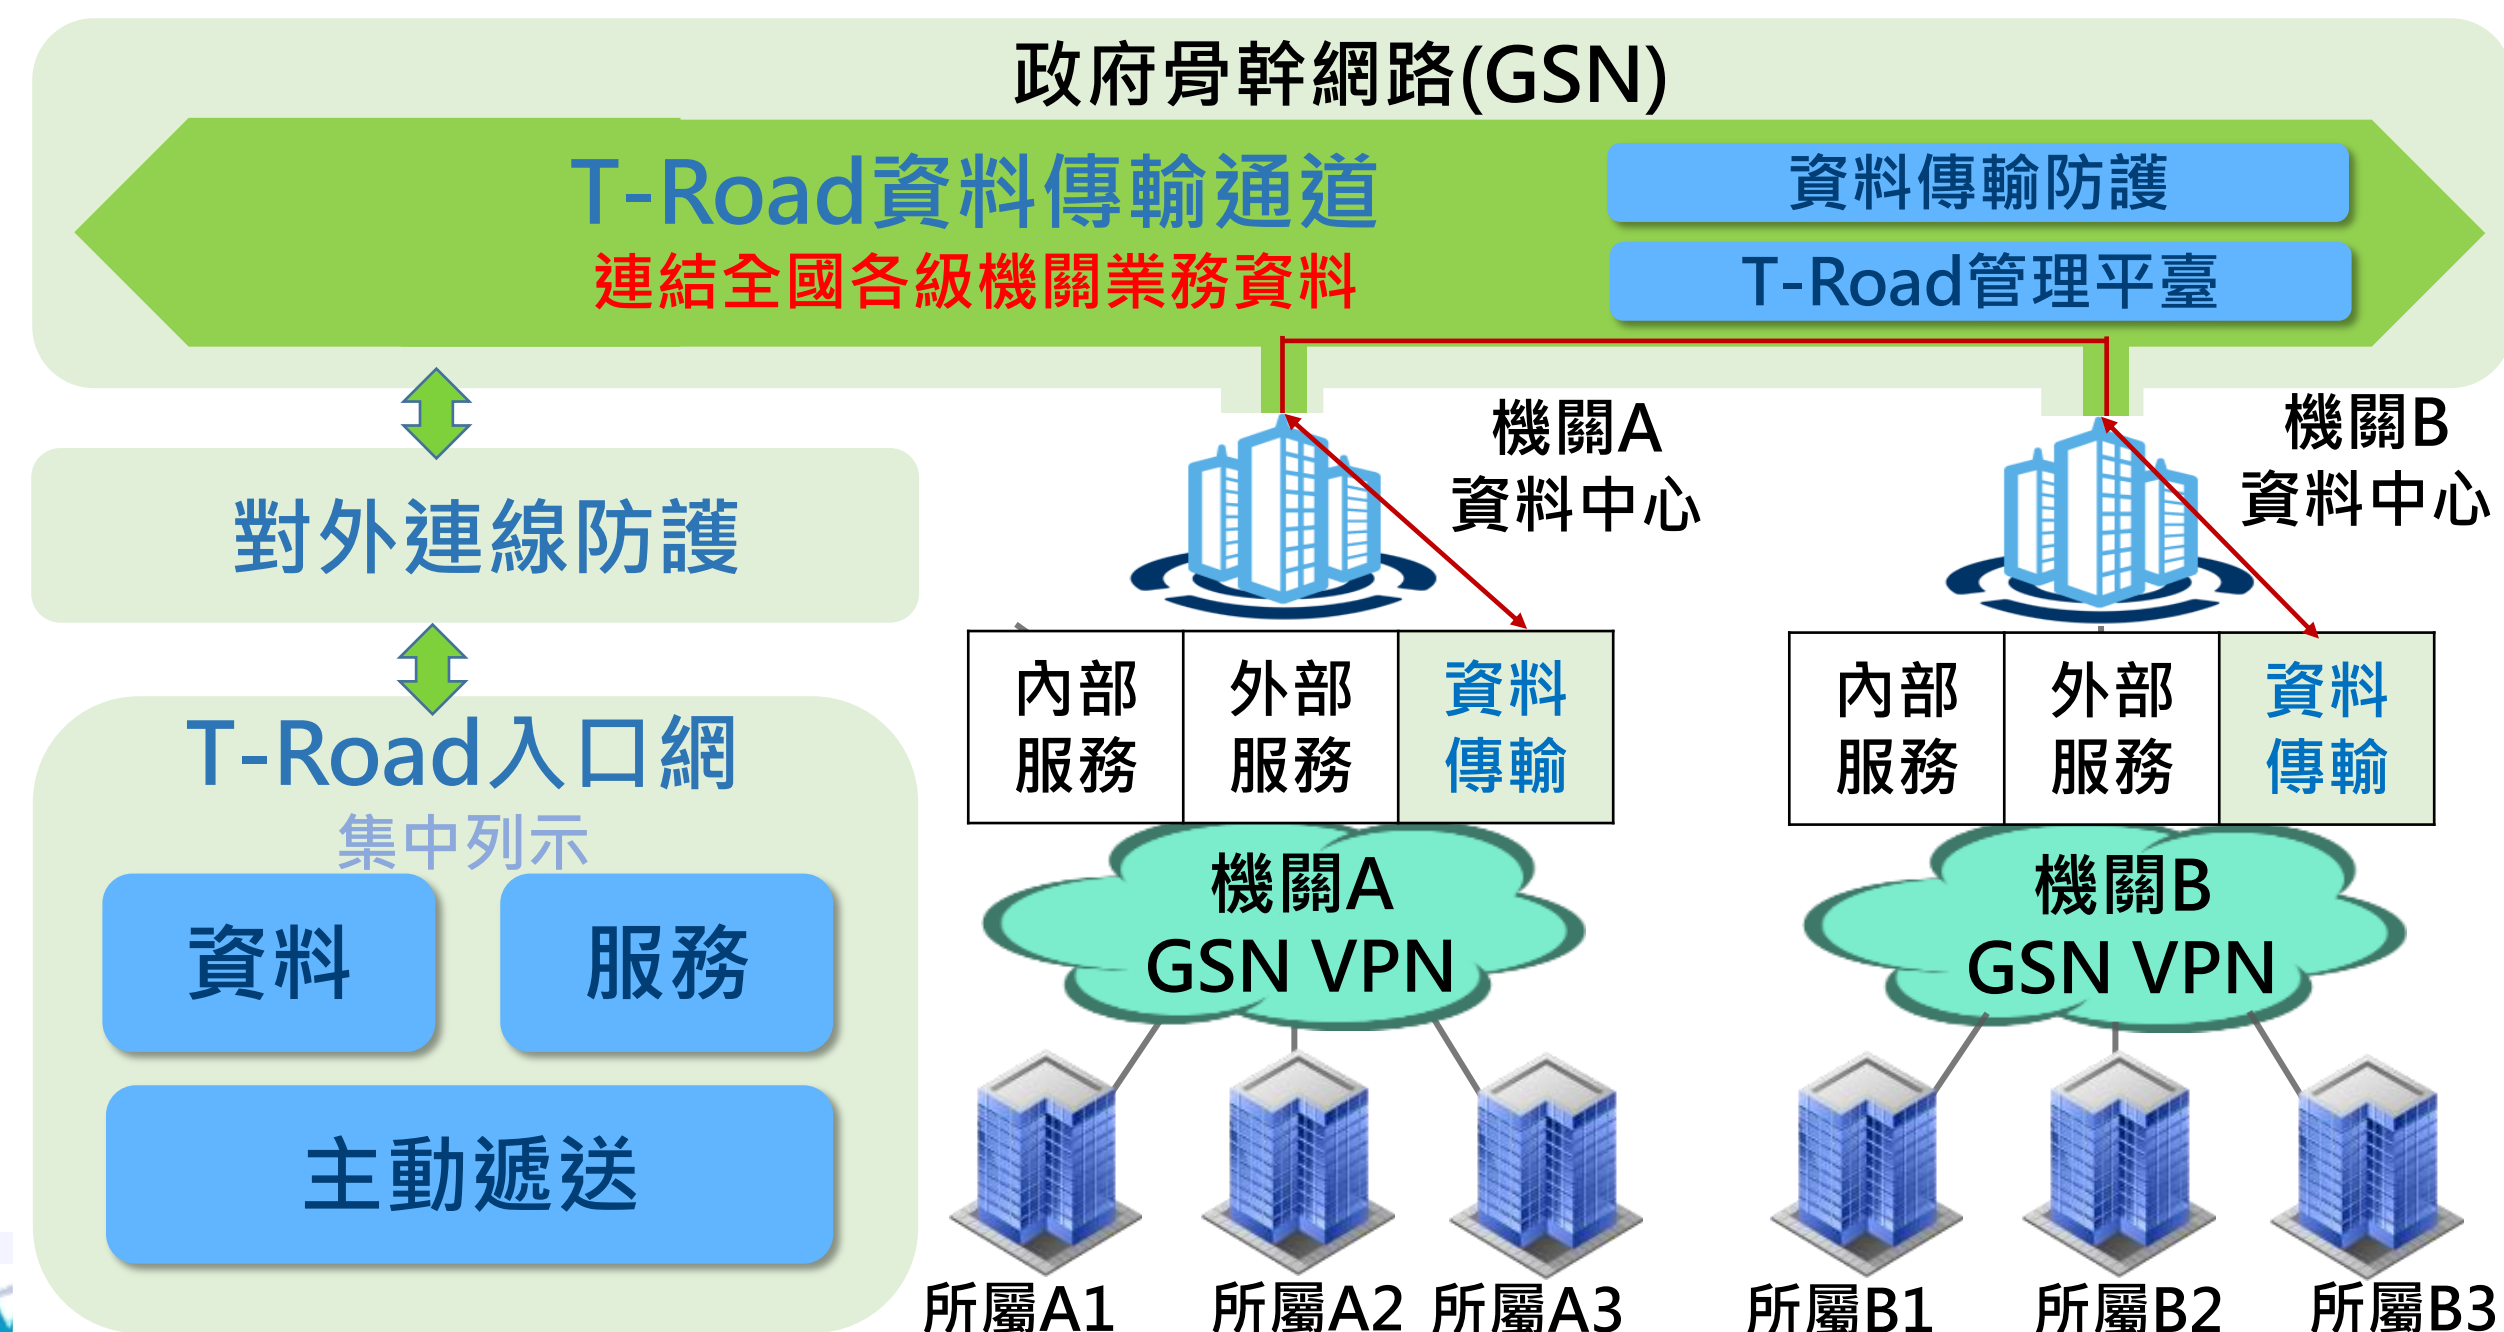 政府骨幹網路(GSN)
T-Road資料傳輸通道
連結全國各級機關業務資料
資料傳輸防護
T-Road管理平臺
機關A
資料中心
機關B
資料中心
對外連線防護
T-Road入口網
集中列示
資料
服務
主動遞送
內部
服務
外部
服務
資料
傳輸
內部
服務
外部
服務
資料
傳輸
機關A
GSN VPN
機關B
GSN VPN
所屬A1
所屬A2
所屬A3
所屬B1
所屬B2
所屬B3